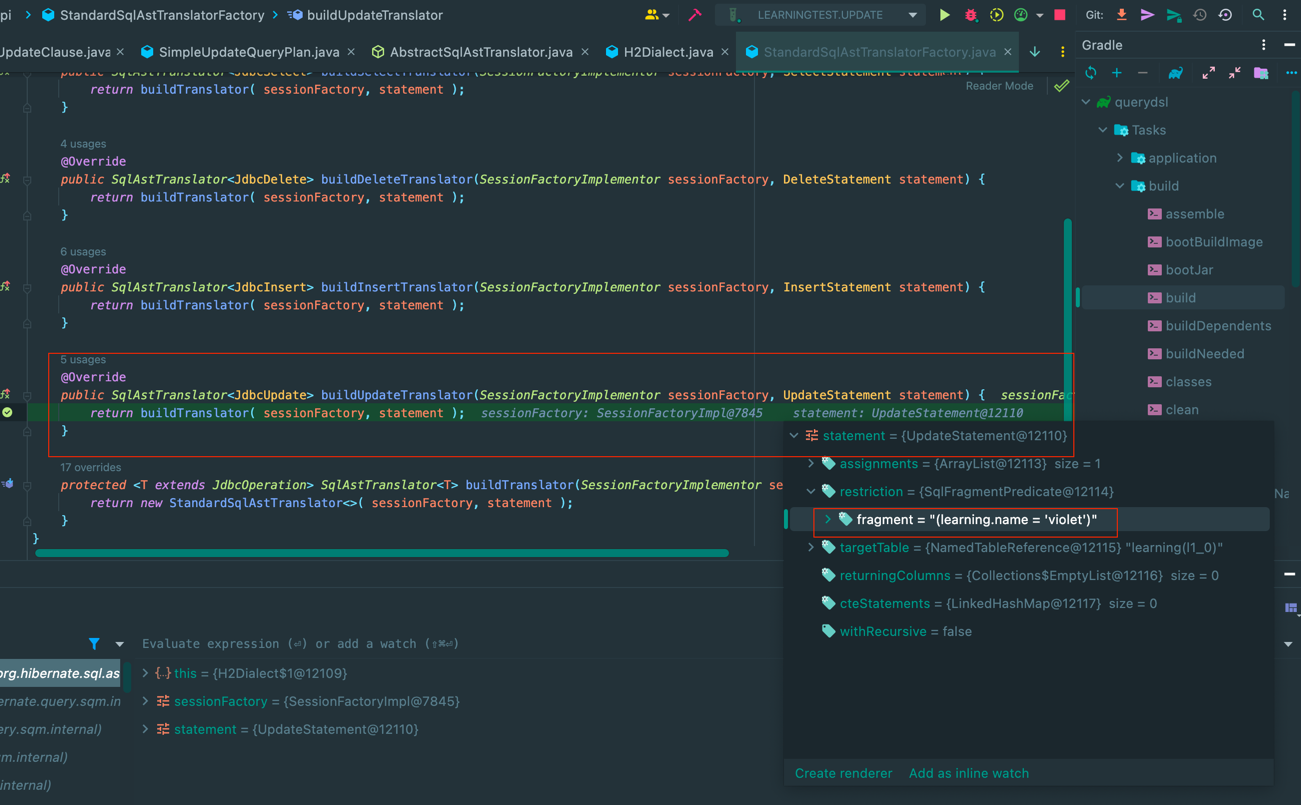 pi > StandardSqlAstTranslatorFactory > buildUpdateTranslator
LEARNINGTEST.UPDATE
Git:
UpdateClause.java
SimpleUpdateQueryPlan.java
AbstractSqlAstTranslator.java
H2Dialect.java
StandardSqlAstTranslatorFactory.java
Gradle
public SqlAstTranslator<JdbcSelect> buildSelectTranslator(SessionFactoryImplementor sessionFactory, SelectStatement statement) {
return buildTranslator( sessionFactory, statement );
}
Reader Mode
4 usages
@Override
public SqlAstTranslator<JdbcDelete> buildDeleteTranslator(SessionFactoryImplementor sessionFactory, DeleteStatement statement) {
return buildTranslator( sessionFactory, statement );
}
6 usages
@Override
public SqlAstTranslator<JdbcInsert> buildInsertTranslator(SessionFactoryImplementor sessionFactory, InsertStatement statement) {
return buildTranslator( sessionFactory, statement );
}
5 usages
@Override
public SqlAstTranslator<JdbcUpdate> buildUpdateTranslator(SessionFactoryImplementor sessionFactory, UpdateStatement statement) { sessionFac
return buildTranslator( sessionFactory, statement ); sessionFactory: SessionFactoryImpl@7845 statement: UpdateStatement@12110
}
17 overrides
protected <T extends JdbcOperation> SqlAstTranslator<T> buildTranslator(SessionFactoryImplementor se
return new StandardSqlAstTranslator<>( sessionFactory, statement );
}
}
querydsl
Tasks
application
build
assemble
bootBuildImage
bootJar
build
buildDependents
buildNeeded
classes
clean
statement = {UpdateStatement@12110}
assignments = {ArrayList@12113} size = 1
restriction = {SqlFragmentPredicate@12114}
fragment = "(learning.name = 'violet')"
targetTable = {NamedTableReference@12115} "learning(l1_0)"
returningColumns = {Collections$EmptyList@12116} size = 0
cteStatements = {LinkedHashMap@12117} size = 0
withRecursive = false
Create renderer
Add as inline watch
Na
Evaluate expression (⏎) or add a watch (⇧⌘⏎)
org.hibernate.sql.as
ernate.query.sqm.in
ery.sqm.internal)
m.internal)
internal)
this = {H2Dialect$1@12109}
sessionFactory = {SessionFactoryImpl@7845}
statement = {UpdateStatement@12110}